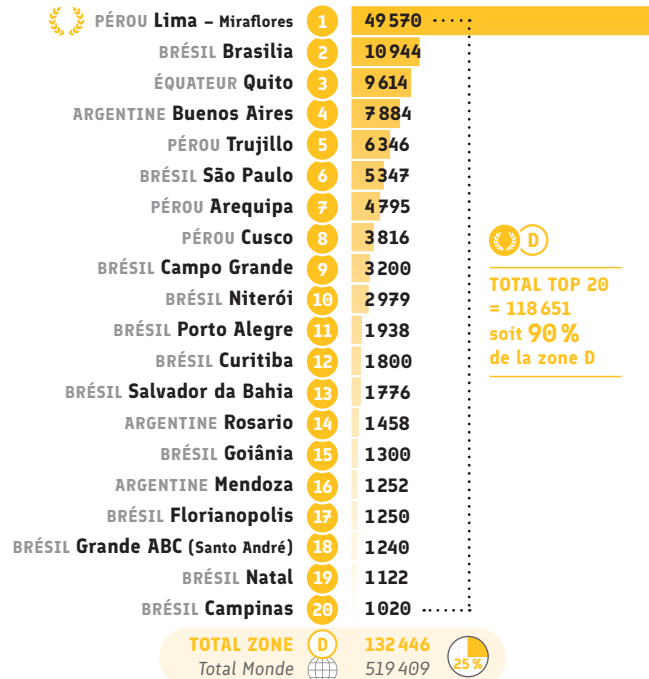 PÉROU Lima – Miraflores 1 49 570
BRÉSIL Brasilia 2 10 944
ÉQUATEUR Quito 3 9 614
ARGENTINE Buenos Aires 4 7 884
PÉROU Trujillo 5 6 346
BRÉSIL São Paulo 6 5 347
PÉROU Arequipa 7 4 795
PÉROU Cusco 8 3 816
BRÉSIL Campo Grande 9 3 200
BRÉSIL Niterói 10 2 979
BRÉSIL Porto Alegre 11 1 938
BRÉSIL Curitiba 12 1 800
BRÉSIL Salvador da Bahia 13 1 776
ARGENTINE Rosario 14 1 458
BRÉSIL Goiânia 15 1 300
ARGENTINE Mendoza 16 1 252
BRÉSIL Florianopolis 17 1 250
BRÉSIL Grande ABC (Santo André) 18 1 240
BRÉSIL Natal 19 1 122
BRÉSIL Campinas 20 1 020
D
TOTAL TOP 20
= 118 651
soit 90 %
de la zone D
TOTAL ZONE D 132 446
Total Monde 519 409
25 %